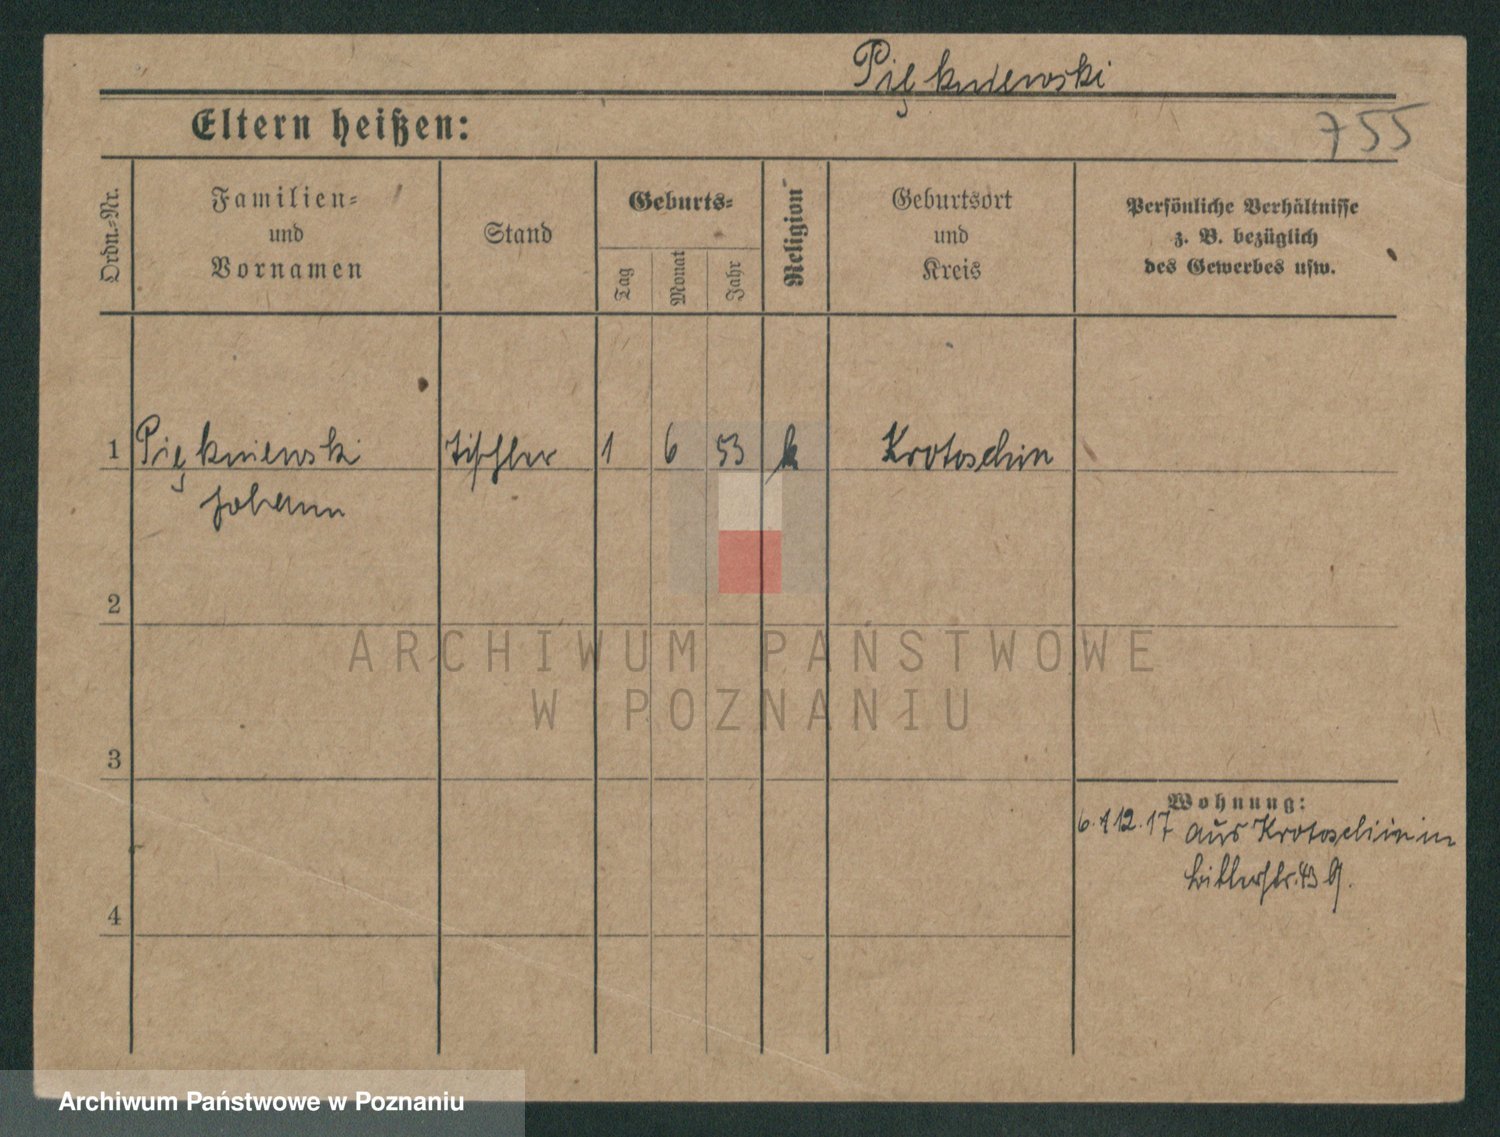 Pięknięwski
Eltern heißen:
755
Ordn.-Nr.
Familien-
und
Vornamen
Stand
Geburts-
Tag
Monat
Jahr
Religion
Geburtsort
und
Kreis
Persönliche Verhältnisse
z. B. bezüglich
des Gewerbes usw.
1 Piękniewski Tischler 1 6 53 k Krotoschin
Johann
2
3
4
Wohnung:
6. 12. 17 aus Krotoschin in
ARCHIWUM PAŃSTWOWE
W POZNANIU
Archiwum Państwowe w Poznaniu